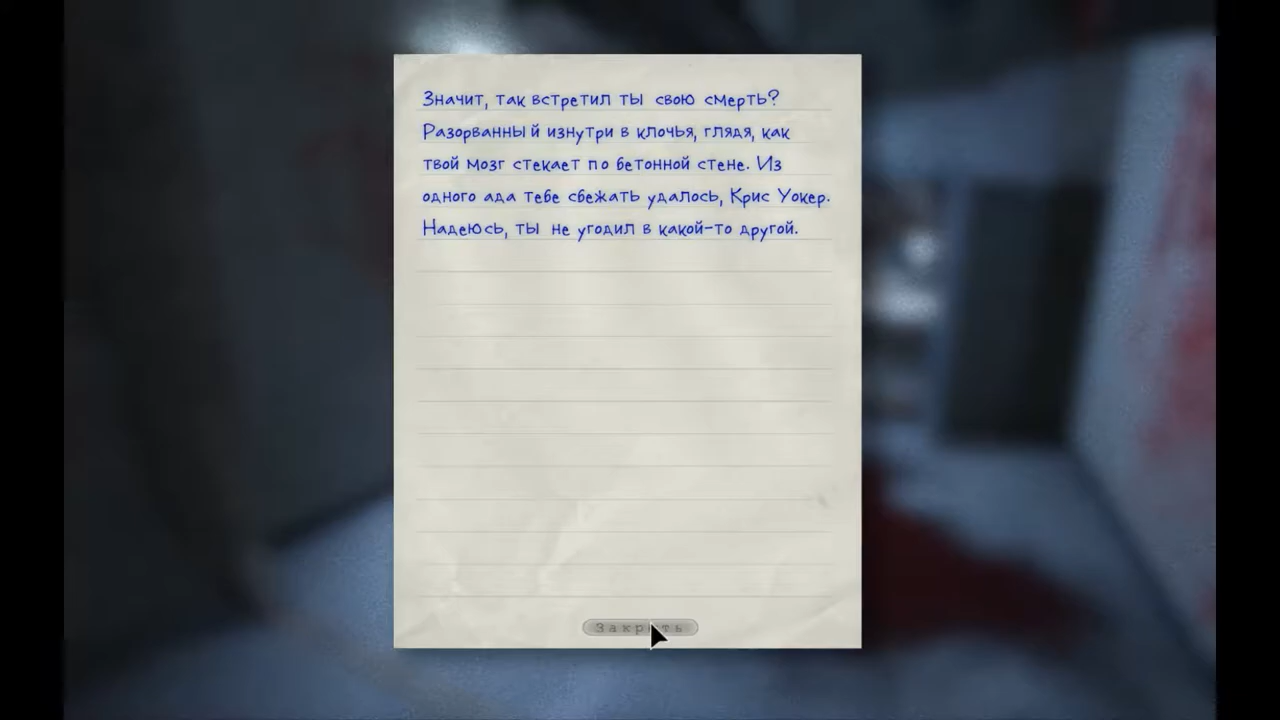 Значит, так встретил ты свою смерть?
Разорванный изнутри в клочья, глядя, как
твой мозг стекает по бетонной стене. Из
одного ада тебе сбежать удалось, Крис Уокер.
Надеюсь, ты не угодил в какой-то другой.
Закрыть